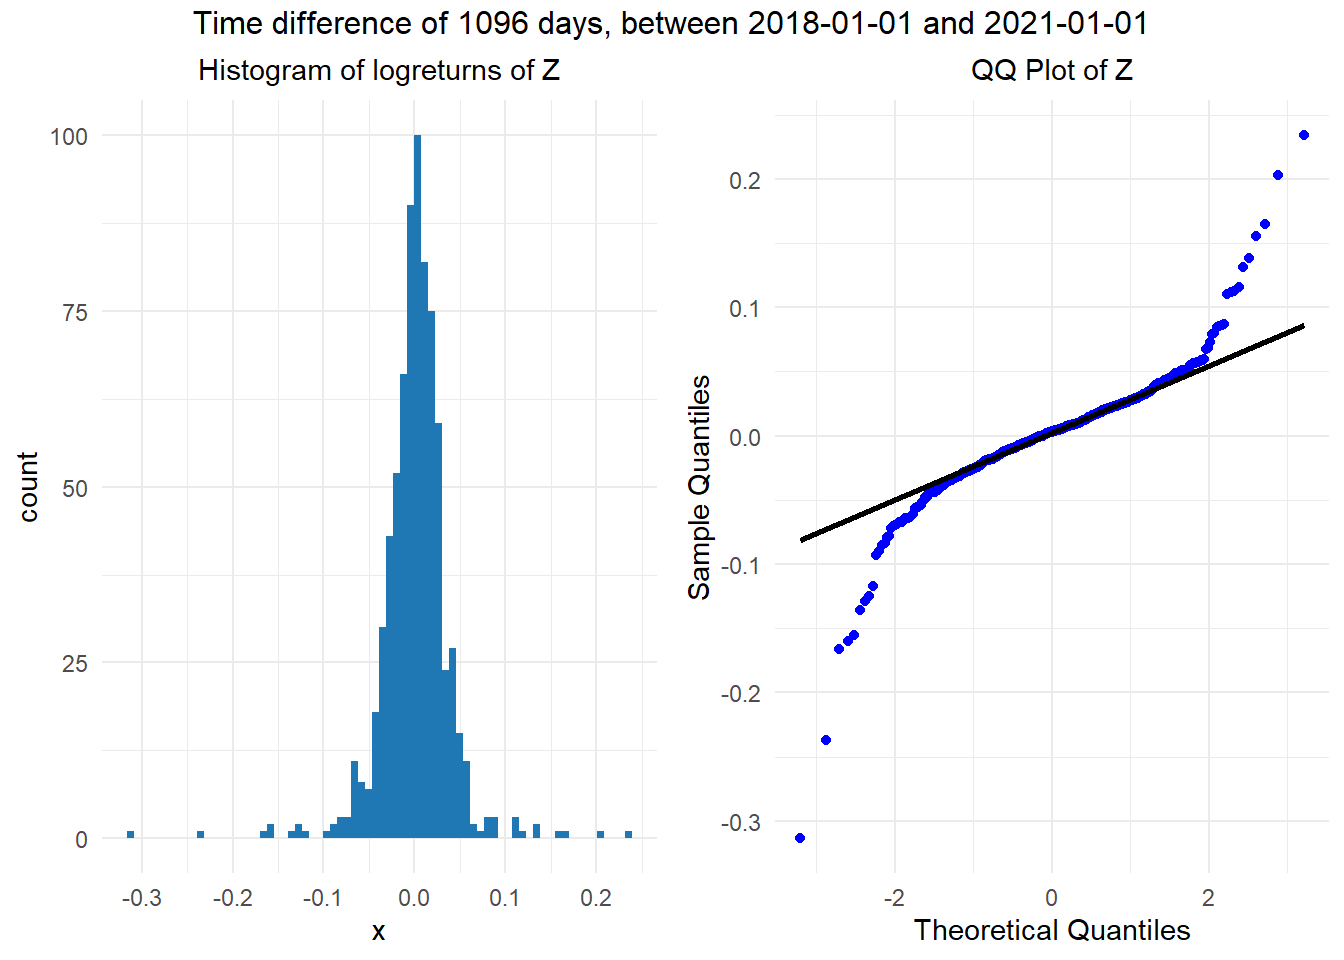 Time difference of 1096 days, between 2018-01-01 and 2021-01-01
Histogram of logreturns of Z
100
75
50
25
0
count
-0.3 -0.2 -0.1 0.0 0.1 0.2
x
QQ Plot of Z
0.2
0.1
0.0
-0.1
-0.2
-0.3
Sample Quantiles
-2 0 2
Theoretical Quantiles